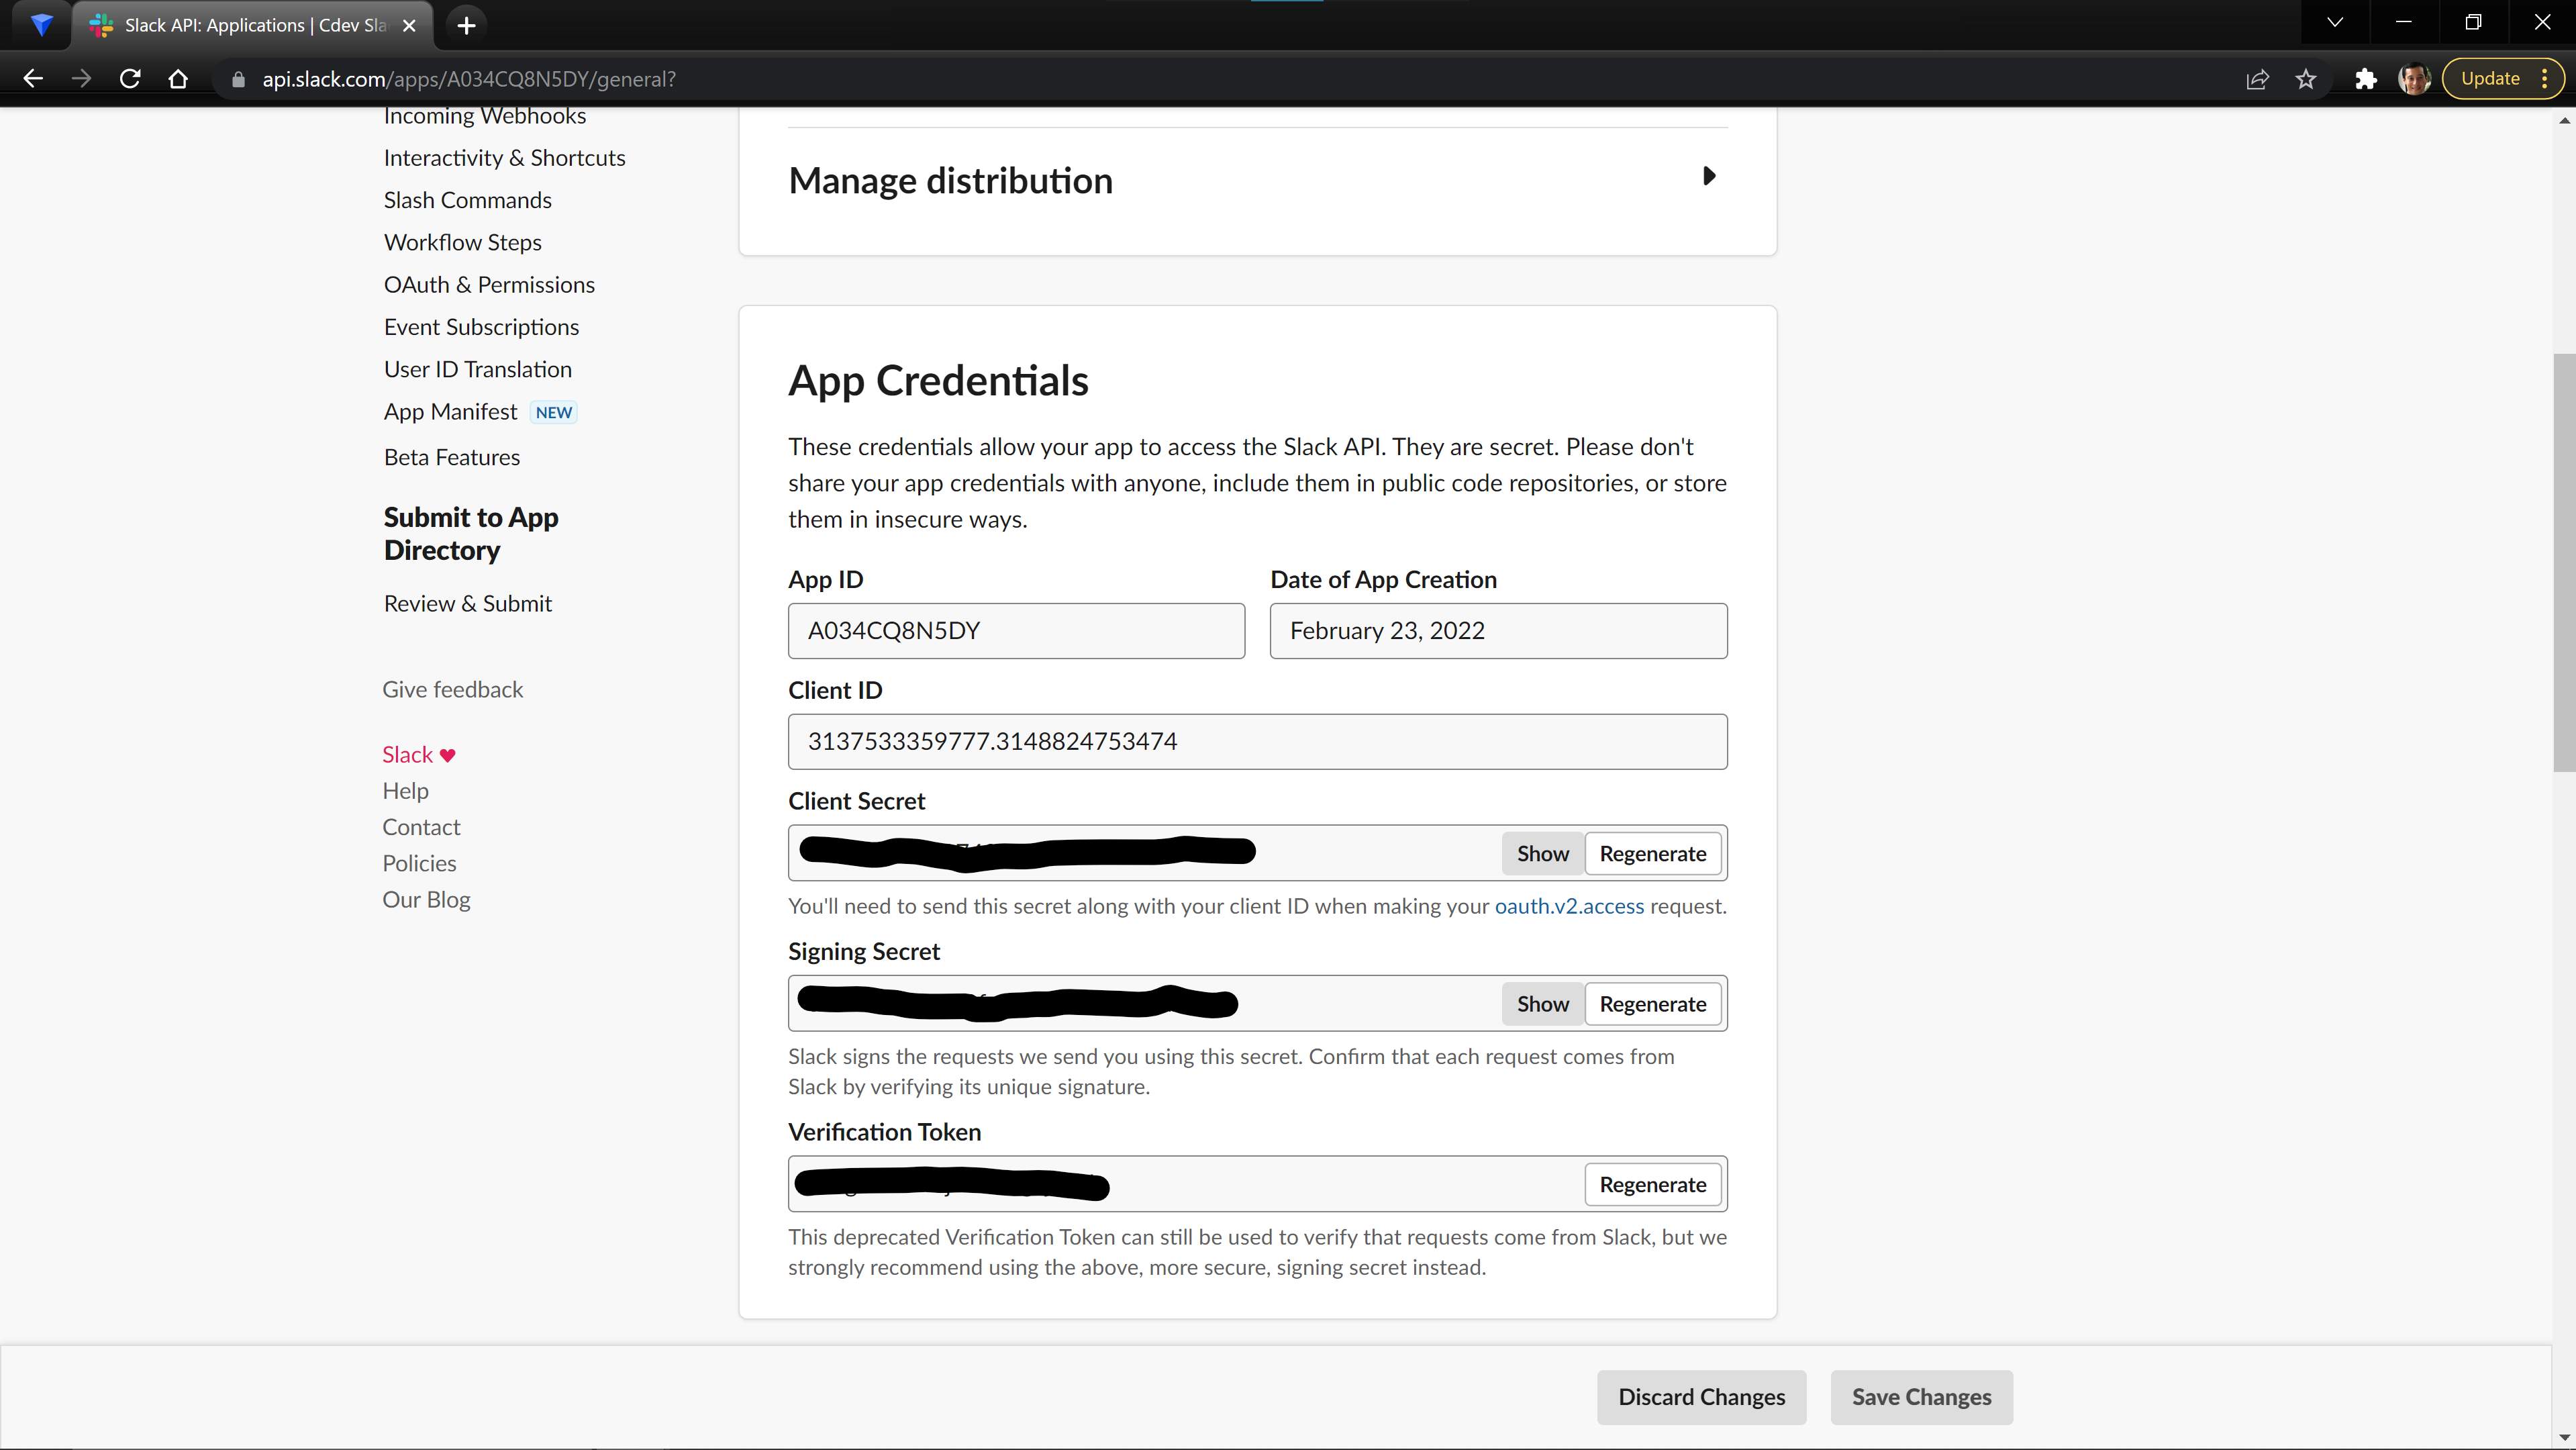 Slack API: Applications | Cdev Sla
api.slack.com/apps/A034CQ8N5DY/general?
Update
Incoming Webhooks
Interactivity & Shortcuts
Slash Commands
Workflow Steps
OAuth & Permissions
Event Subscriptions
User ID Translation
App Manifest NEW
Beta Features
Submit to App
Directory
Review & Submit
Give feedback
Slack
Help
Contact
Policies
Our Blog
Manage distribution
App Credentials
These credentials allow your app to access the Slack API. They are secret. Please don't
share your app credentials with anyone, include them in public code repositories, or store
them in insecure ways.
App ID Date of App Creation
A034CQ8N5DY February 23, 2022
Client ID
3137533359777.3148824753474
Client Secret
Show Regenerate
You'll need to send this secret along with your client ID when making your oauth.v2.access request.
Signing Secret
Show Regenerate
Slack signs the requests we send you using this secret. Confirm that each request comes from
Slack by verifying its unique signature.
Verification Token
Regenerate
This deprecated Verification Token can still be used to verify that requests come from Slack, but we
strongly recommend using the above, more secure, signing secret instead.
Discard Changes Save Changes